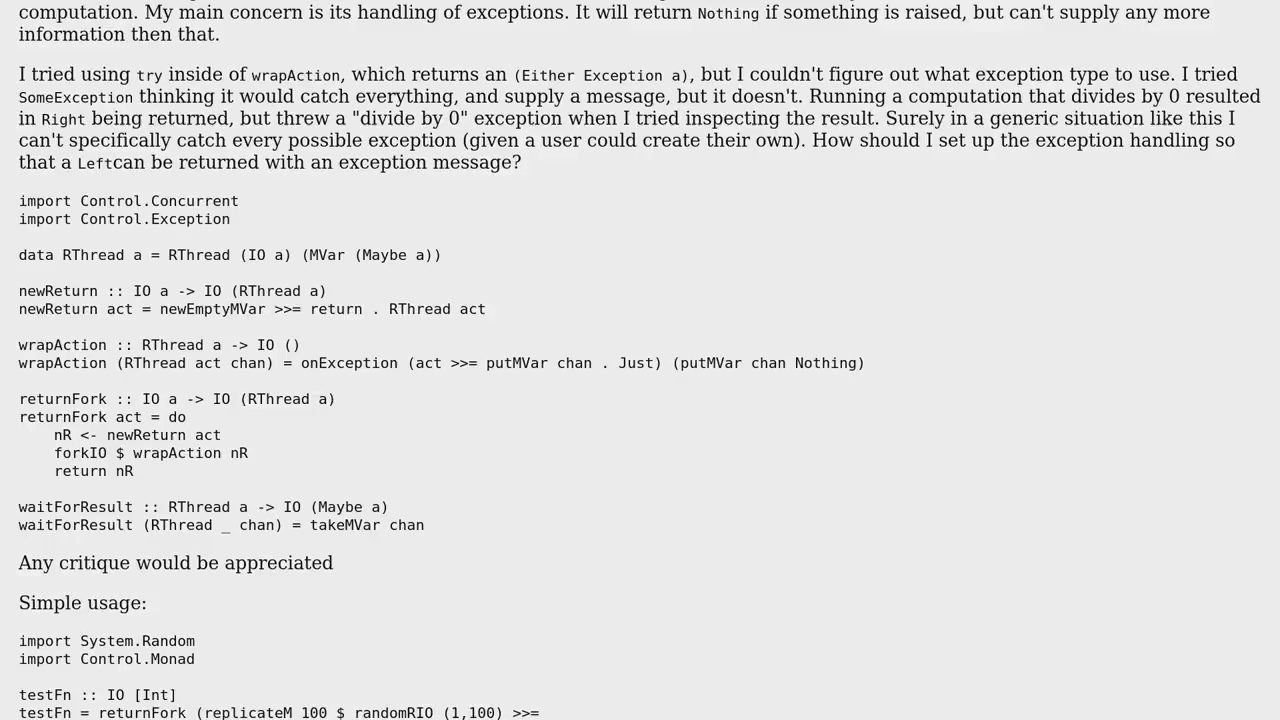 computation. My main concern is its handling of exceptions. It will return Nothing if something is raised, but can't supply any more
information then that.
I tried using try inside of wrapAction, which returns an (Either Exception a), but I couldn't figure out what exception type to use. I tried
SomeException thinking it would catch everything, and supply a message, but it doesn't. Running a computation that divides by 0 resulted
in Right being returned, but threw a "divide by 0" exception when I tried inspecting the result. Surely in a generic situation like this I
can't specifically catch every possible exception (given a user could create their own). How should I set up the exception handling so
that a Leftcan be returned with an exception message?
import Control.Concurrent
import Control.Exception
data RThread a = RThread (IO a) (MVar (Maybe a))
newReturn :: IO a -> IO (RThread a)
newReturn act = newEmptyMVar >>= return . RThread act
wrapAction :: RThread a -> IO ()
wrapAction (RThread act chan) = onException (act >>= putMVar chan . Just) (putMVar chan Nothing)
returnFork :: IO a -> IO (RThread a)
returnFork act = do
    nR <- newReturn act
    forkIO $ wrapAction nR
    return nR
waitForResult :: RThread a -> IO (Maybe a)
waitForResult (RThread _ chan) = takeMVar chan
Any critique would be appreciated
Simple usage:
import System.Random
import Control.Monad
testFn :: IO [Int]
testFn = returnFork (replicateM 100 $ randomRIO (1,100) >>=